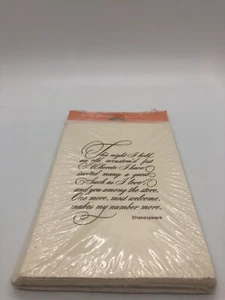 This night I hold
an old accustom'd feast
Whereto I have
invited many a guest
Such as I love;
and you among the store,
One more, most welcome,
makes my number more.
Shakespeare